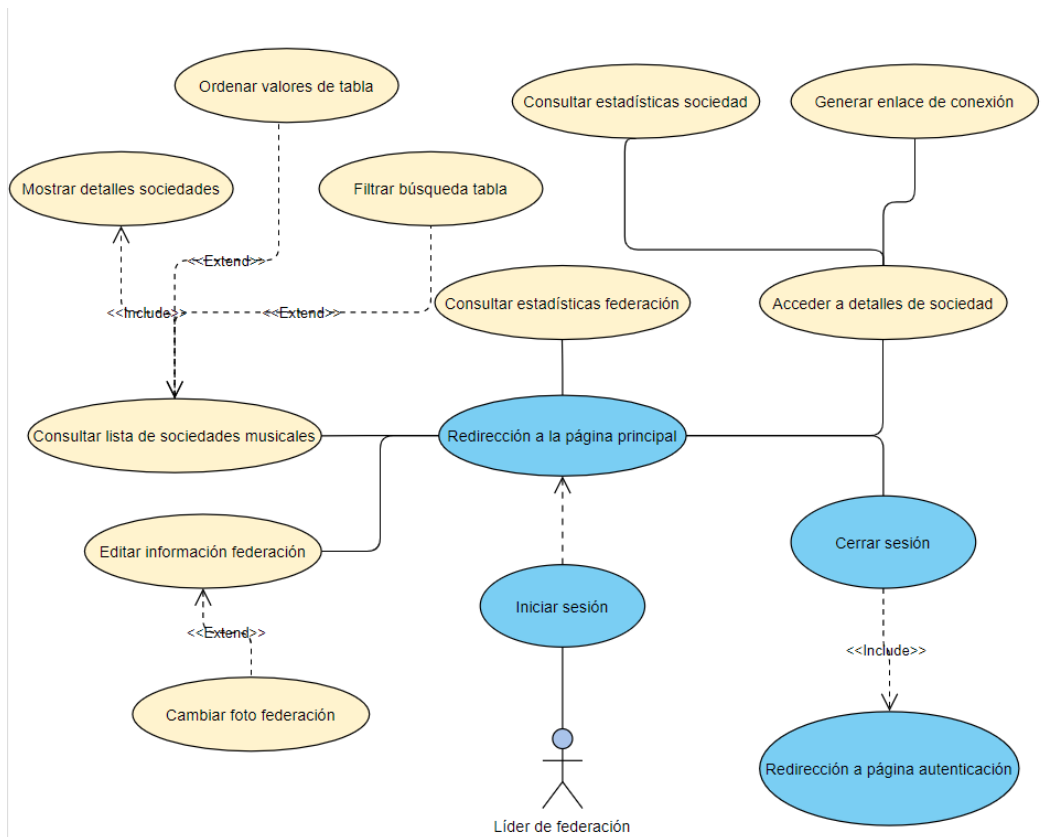 Ordenar valores de tabla
Consultar estadísticas sociedad
Generar enlace de conexión
Mostrar detalles sociedades
Filtrar búsqueda tabla
<<Extend>>
Consultar estadísticas federación
Acceder a detalles de sociedad
<<Include>>
<<Extend>>
Consultar lista de sociedades musicales
Redirección a la página principal
Editar información federación
Cerrar sesión
Iniciar sesión
<<Extend>>
<<Include>>
Cambiar foto federación
Redirección a página autenticación
Líder de federación